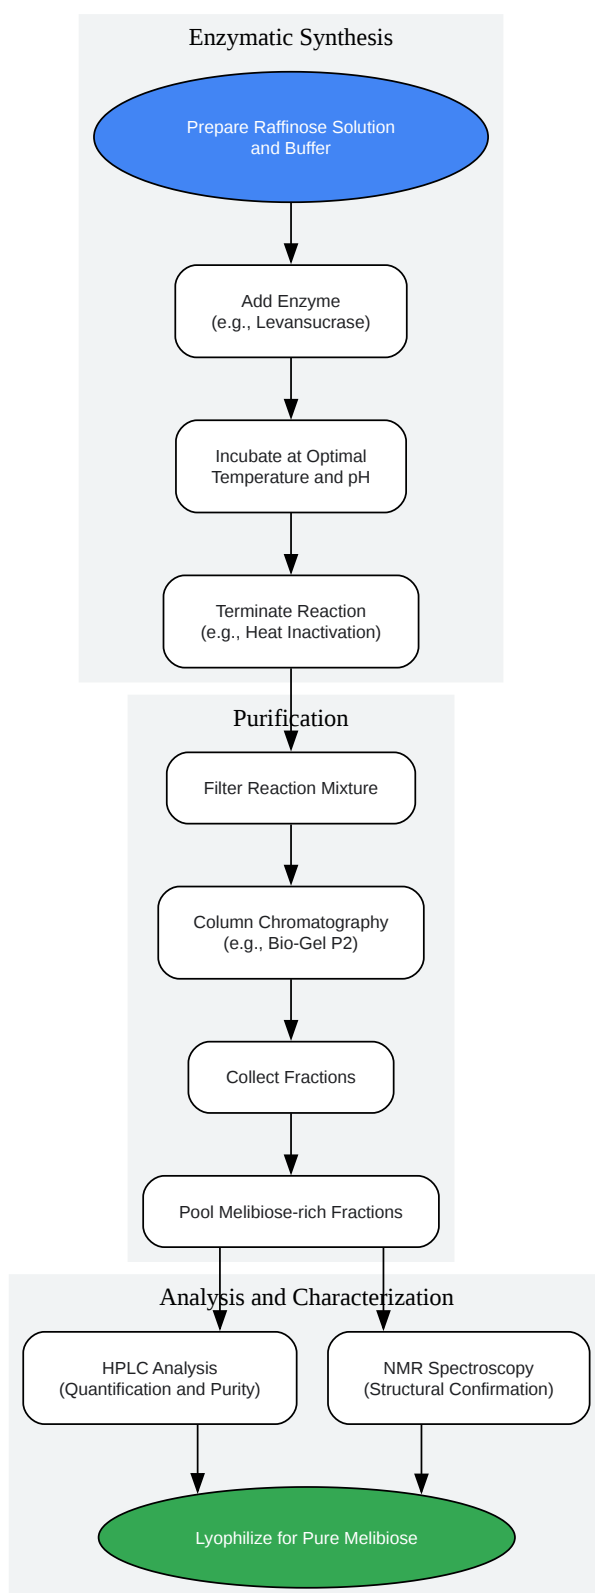 Enzymatic Synthesis
Prepare Raffinose Solution
and Buffer
Add Enzyme
(e.g., Levansucrase)
Incubate at Optimal
Temperature and pH
Terminate Reaction
(e.g., Heat Inactivation)
Purification
Filter Reaction Mixture
Column Chromatography
(e.g., Bio-Gel P2)
Collect Fractions
Pool Melibiose-rich Fractions
Analysis and Characterization
HPLC Analysis
(Quantification and Purity)
NMR Spectroscopy
(Structural Confirmation)
Lyophilize for Pure Melibiose